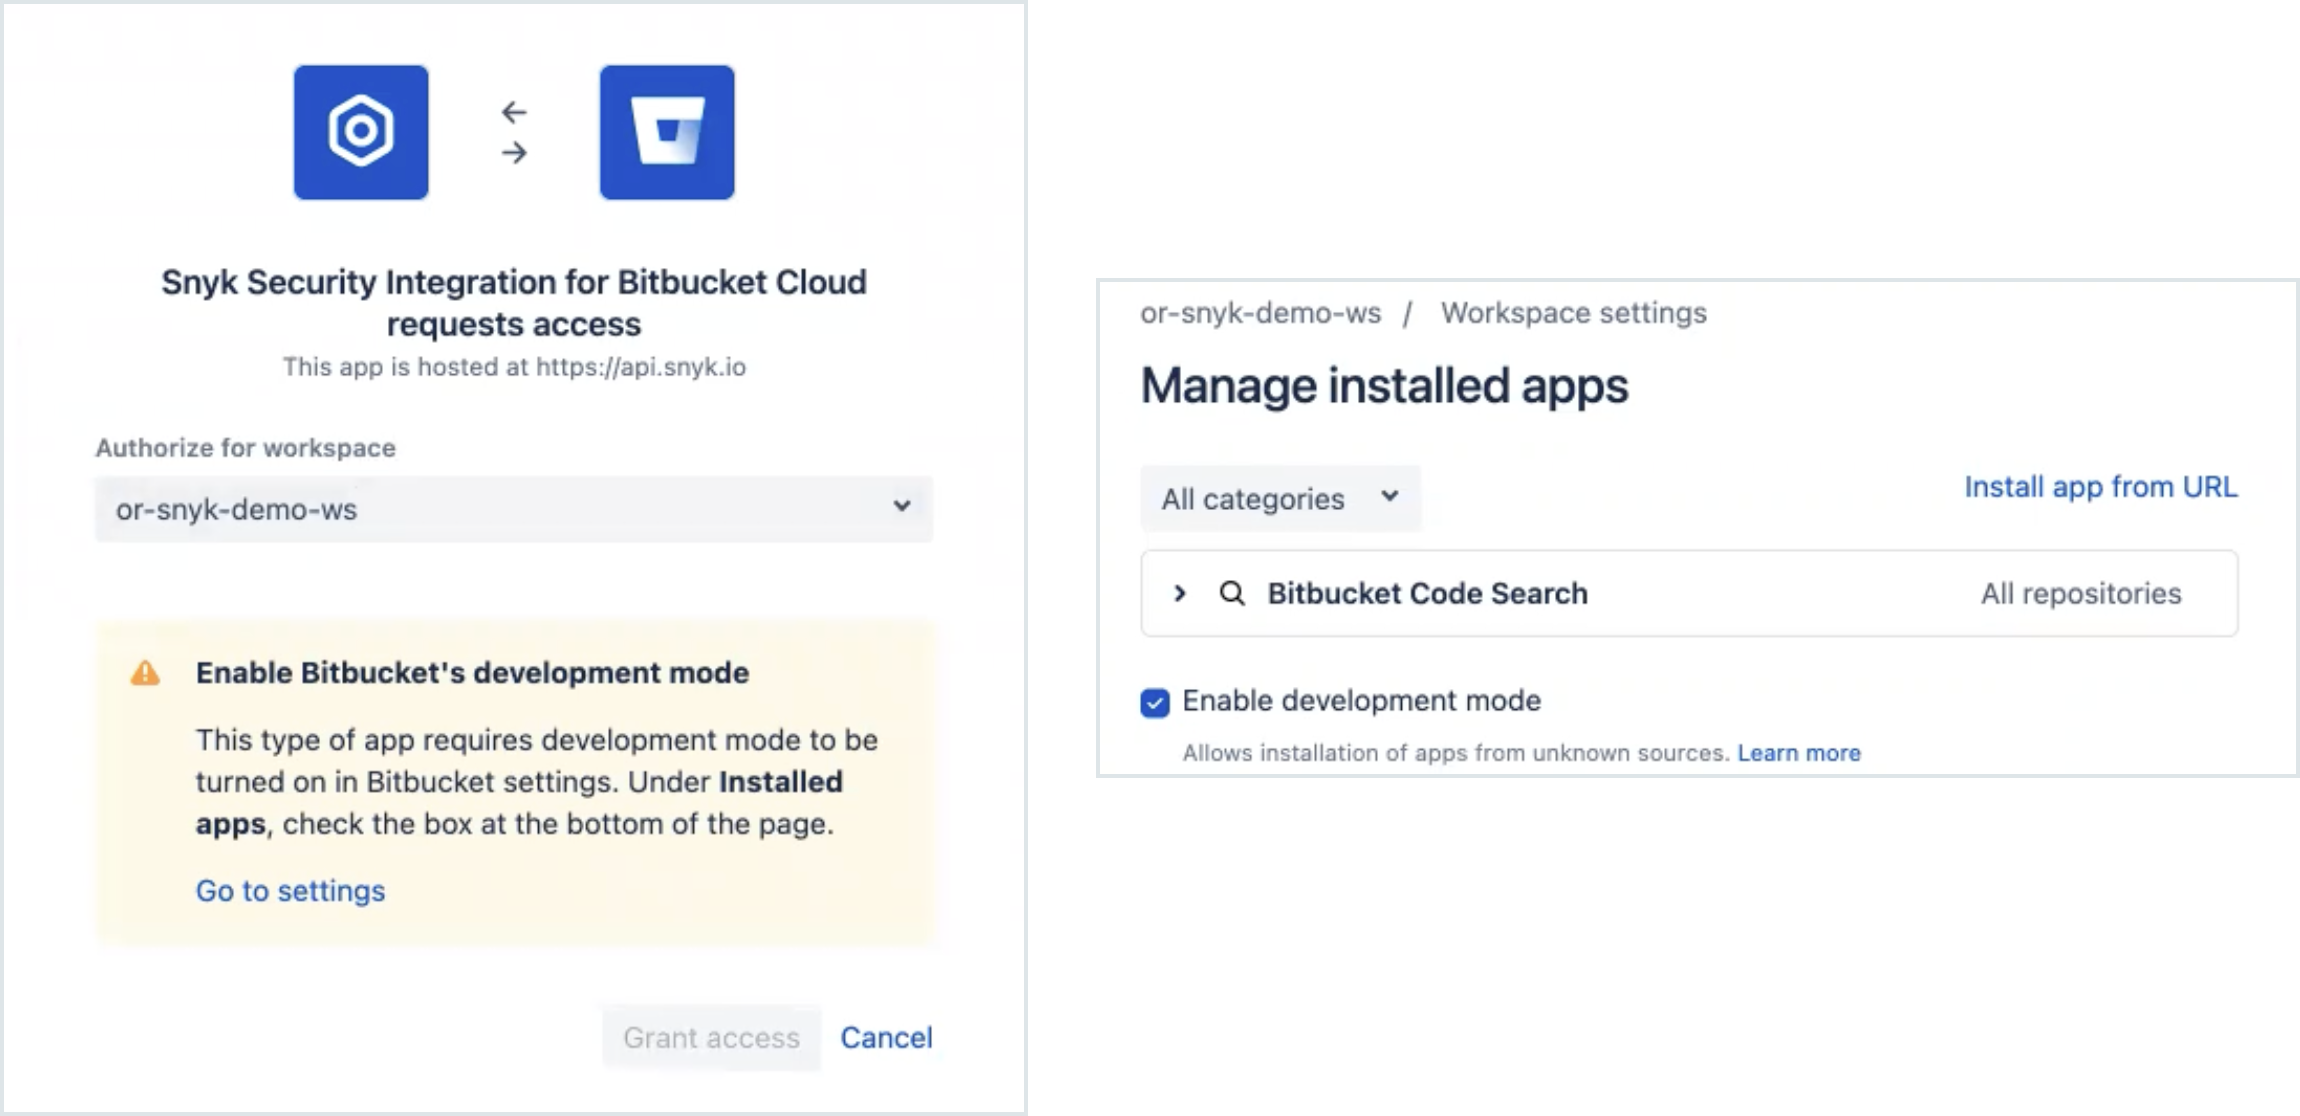 Snyk Security Integration for Bitbucket Cloud
requests access
This app is hosted at https://api.snyk.io
Authorize for workspace
or-snyk-demo-ws
Enable Bitbucket's development mode
This type of app requires development mode to be
turned on in Bitbucket settings. Under Installed
apps, check the box at the bottom of the page.
Go to settings
Grant access
Cancel
or-snyk-demo-ws / Workspace settings
Manage installed apps
All categories
Install app from URL
Bitbucket Code Search
All repositories
Enable development mode
Allows installation of apps from unknown sources. Learn more